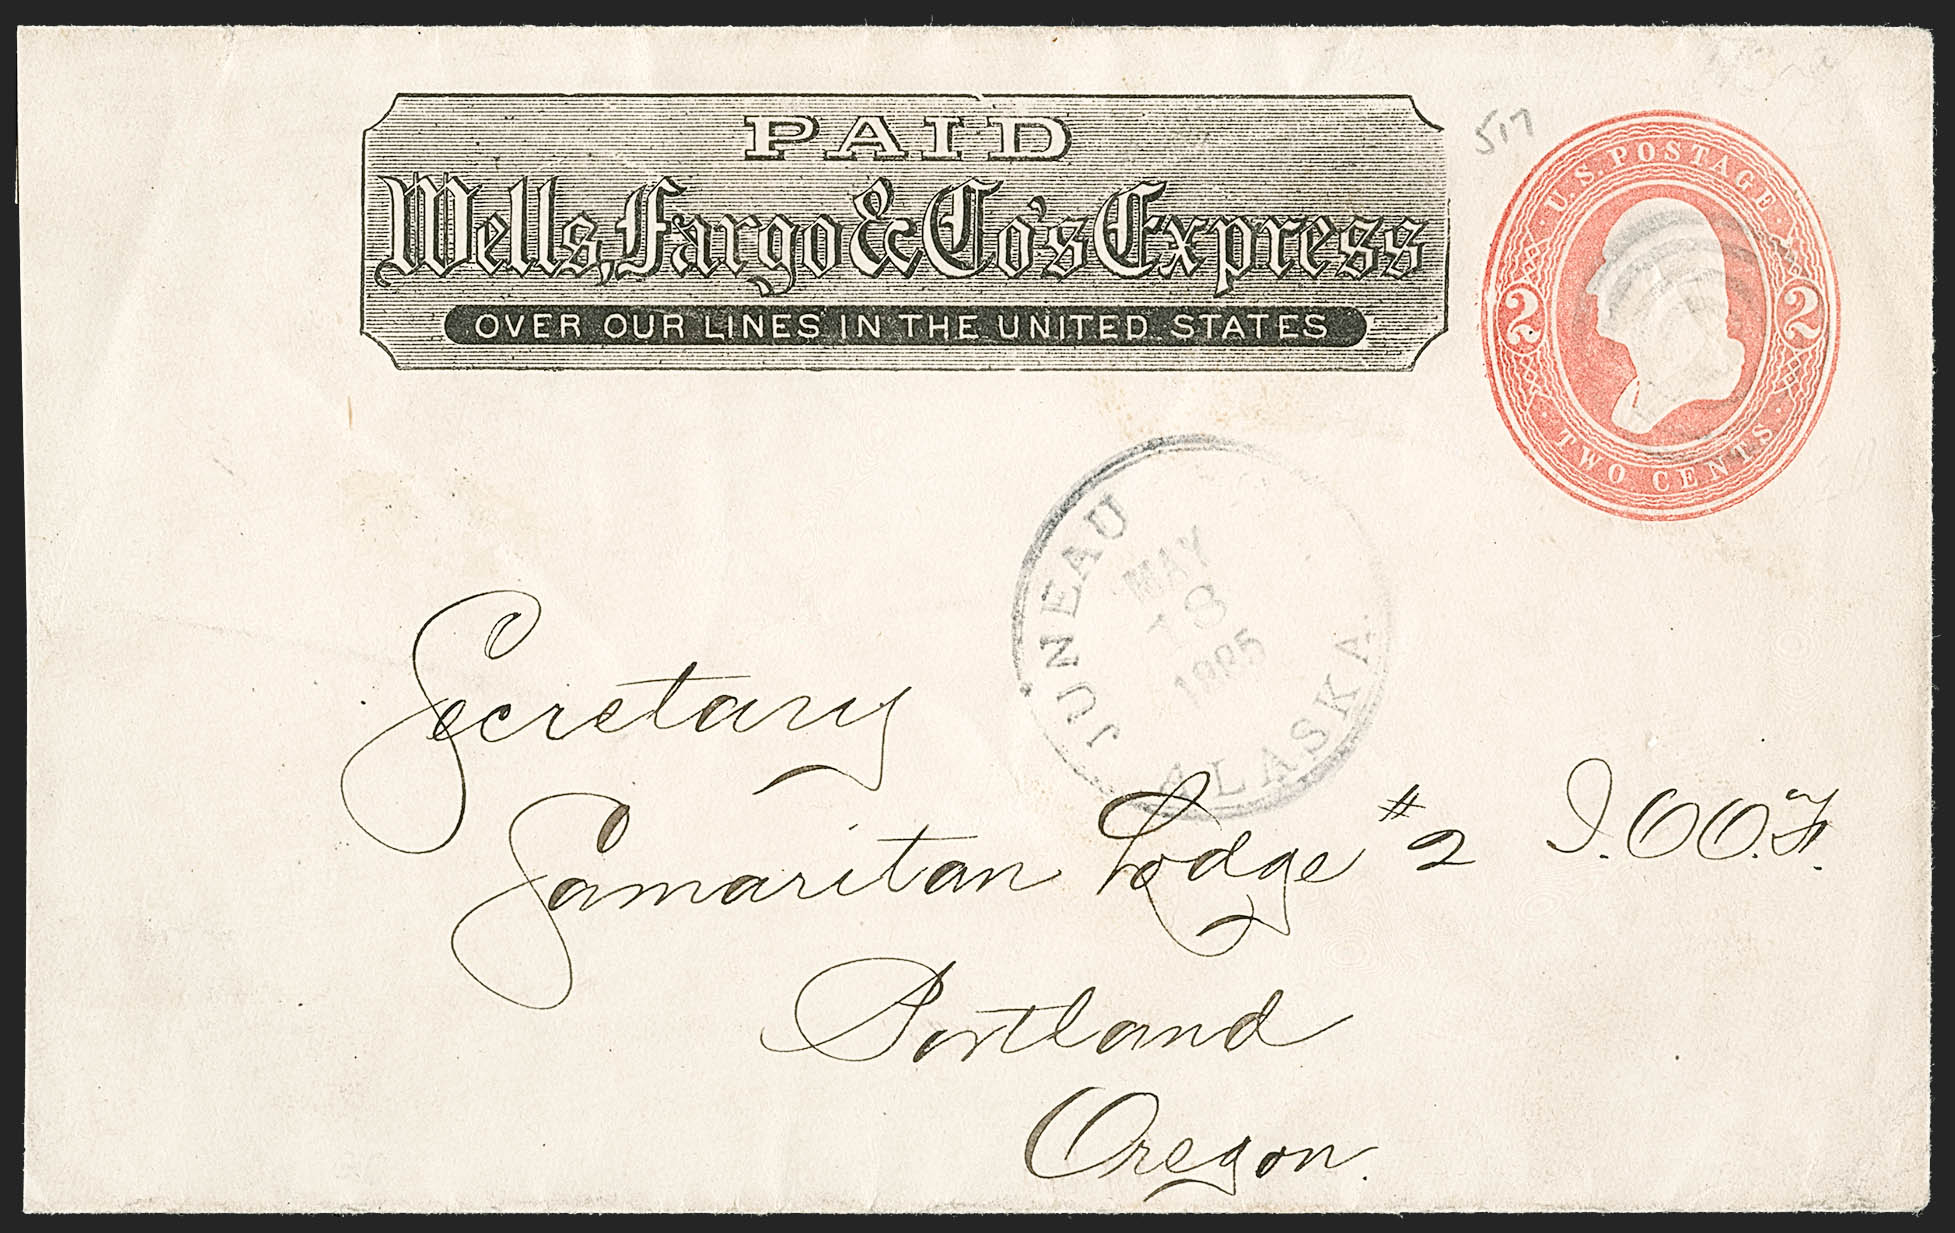 PAID
Wells, Fargo & Co's Express
OVER OUR LINES IN THE UNITED STATES
517
U.S. POSTAGE
2 2
TWO CENTS
JUNEAU
MAY
18
1885
ALASKA
Secretary
Samaritan Lodge #2 I.O.O.F.
Portland
Oregon.